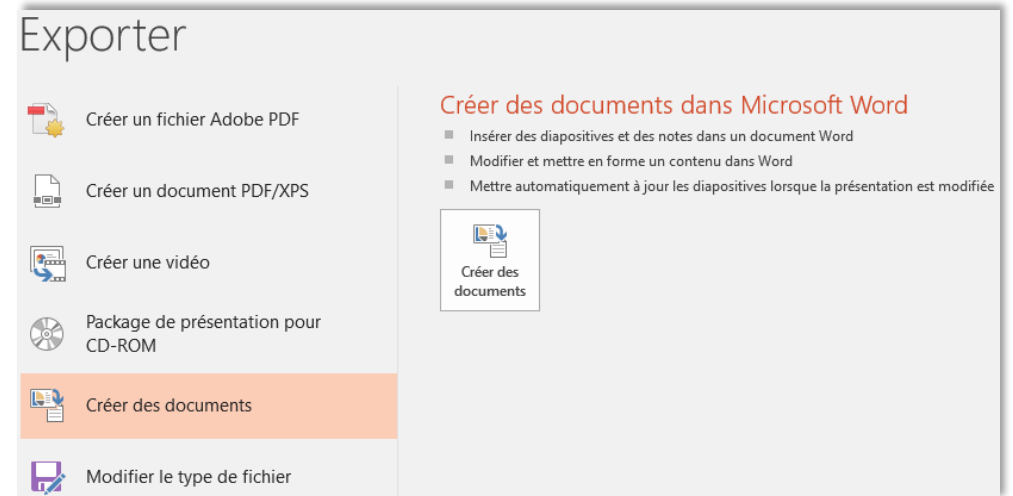 Exporter
Créer un fichier Adobe PDF
Créer un document PDF/XPS
Créer une vidéo
Package de présentation pour
CD-ROM
Créer des documents
Modifier le type de fichier
Créer des documents dans Microsoft Word
Insérer des diapositives et des notes dans un document Word
Modifier et mettre en forme un contenu dans Word
Mettre automatiquement à jour les diapositives lorsque la présentation est modifiée
Créer des
documents